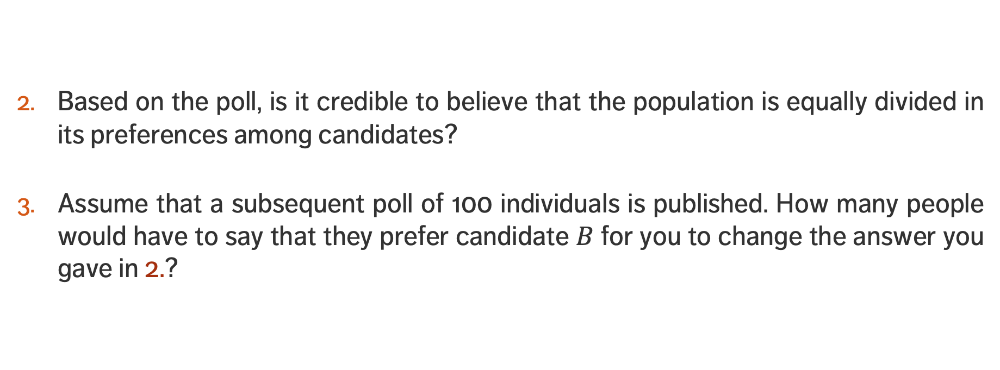 2. Based on the poll, is it credible to believe that the population is equally divided in
its preferences among candidates?
3. Assume that a subsequent poll of 100 individuals is published. How many people
would have to say that they prefer candidate B for you to change the answer you
gave in 2.?